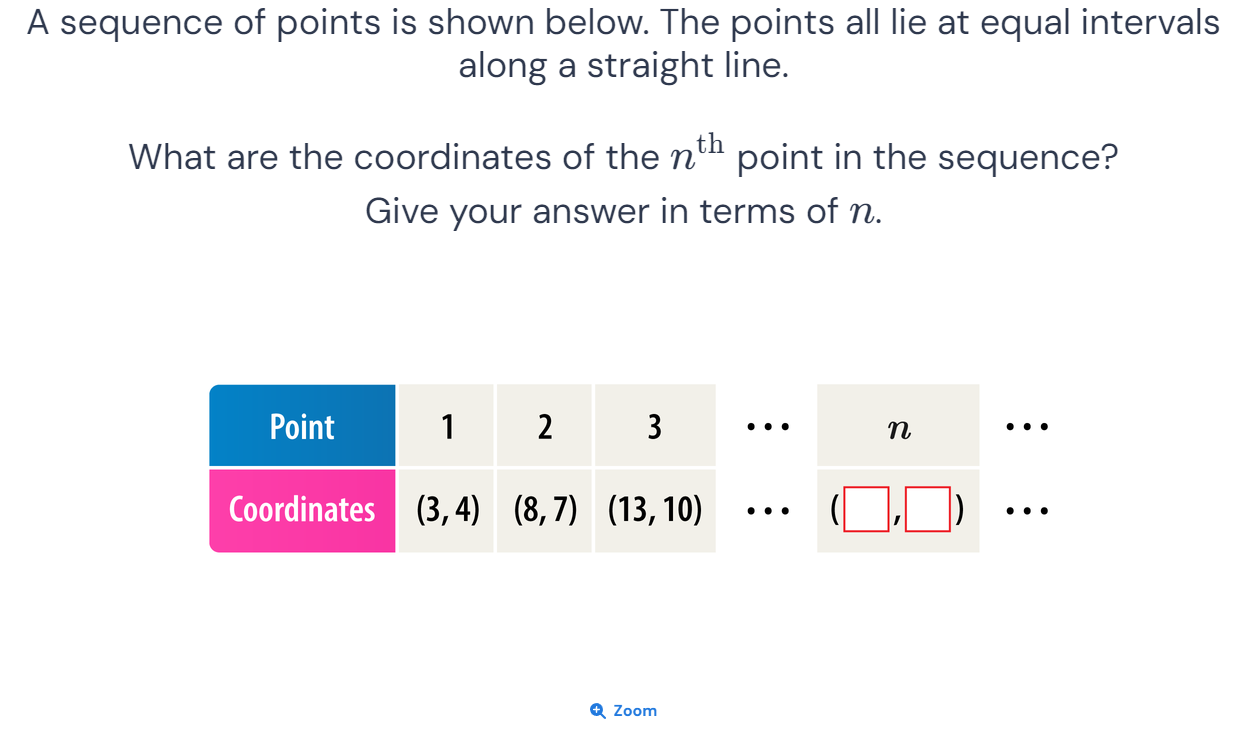 A sequence of points is shown below. The points all lie at equal intervals
along a straight line.
What are the coordinates of the nth point in the sequence?
Give your answer in terms of n.
Point 1 2 3 ... n ...
Coordinates (3, 4) (8, 7) (13, 10) ... ( , ) ...
Zoom